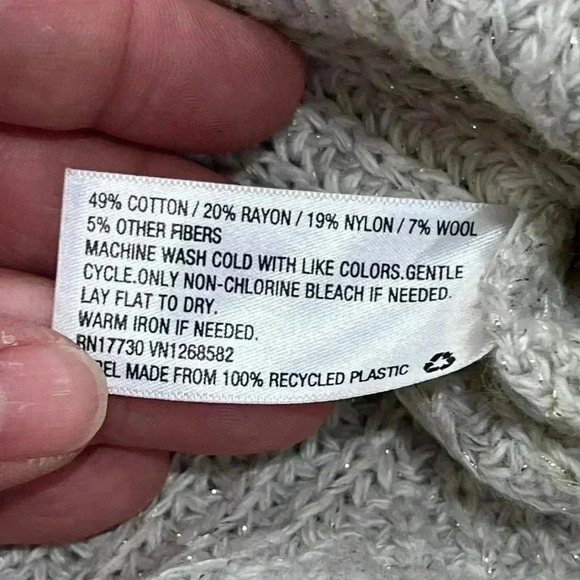 49% COTTON / 20% RAYON / 19% NYLON / 7% WOOL
5% OTHER FIBERS
MACHINE WASH COLD WITH LIKE COLORS.GENTLE
CYCLE.ONLY NON-CHLORINE BLEACH IF NEEDED.
LAY FLAT TO DRY.
WARM IRON IF NEEDED.
RN17730 VN1268582
MADE FROM 100% RECYCLED PLASTIC